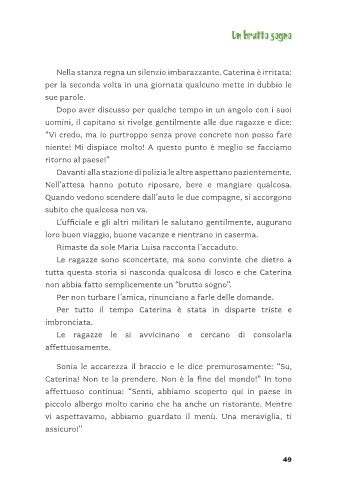 Un brutto sogno
Nella stanza regna un silenzio imbarazzante. Caterina è irritata:
per la seconda volta in una giornata qualcuno mette in dubbio le
sue parole.
Dopo aver discusso per qualche tempo in un angolo con i suoi
uomini, il capitano si rivolge gentilmente alle due ragazze e dice:
"Vi credo, ma io purtroppo senza prove concrete non posso fare
niente! Mi dispiace molto! A questo punto è meglio se facciamo
ritorno al paese!"
Davanti alla stazione di polizia le altre aspettano pazientemente.
Nell'attesa hanno potuto riposare, bere e mangiare qualcosa.
Quando vedono scendere dall'auto le due compagne, si accorgono
subito che qualcosa non va.
L'ufficiale e gli altri militari le salutano gentilmente, augurano
loro buon viaggio, buone vacanze e rientrano in caserma.
Rimaste da sole Maria Luisa racconta l'accaduto.
Le ragazze sono sconcertate, ma sono convinte che dietro a
tutta questa storia si nasconda qualcosa di losco e che Caterina
non abbia fatto semplicemente un "brutto sogno".
Per non turbare l'amica, rinunciano a farle delle domande.
Per tutto il tempo Caterina è stata in disparte triste e
imbronciata.
Le ragazze le si avvicinano e cercano di consolarla
affettuosamente.
Sonia le accarezza il braccio e le dice premurosamente: "Su,
Caterina! Non te la prendere. Non è la fine del mondo!" In tono
affettuoso continua: "Senti, abbiamo scoperto qui in paese in
piccolo albergo molto carino che ha anche un ristorante. Mentre
vi aspettavamo, abbiamo guardato il menù. Una meraviglia, ti
assicuro!"
49